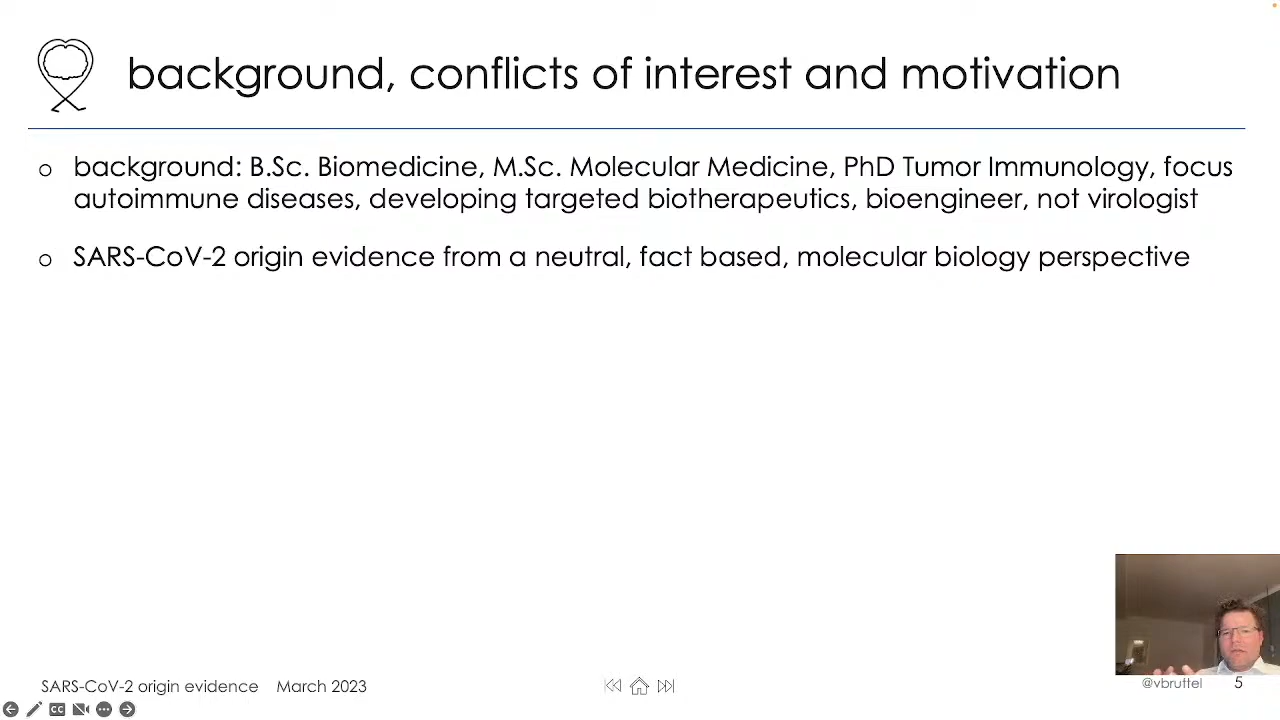 background, conflicts of interest and motivation
background: B.Sc. Biomedicine, M.Sc. Molecular Medicine, PhD Tumor Immunology, focus
autoimmune diseases, developing targeted biotherapeutics, bioengineer, not virologist
SARS-CoV-2 origin evidence from a neutral, fact based, molecular biology perspective
SARS-CoV-2 origin evidence March 2023
@vbruttel 5
CC